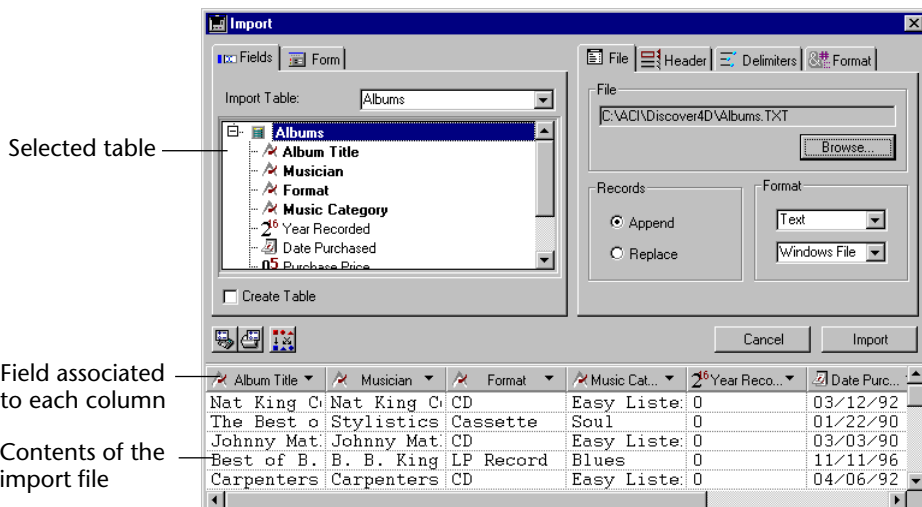 Import
Fields Form
File Header Delimiters Format
Import Table: Albums
File
C:\ACI\Discover4D\Albums.TXT
Browse...
Selected table
Albums
Album Title
Musician
Format
Music Category
Year Recorded
Date Purchased
Purchase Price
Records
Append
Replace
Format
Text
Windows File
Create Table
Cancel Import
Field associated
to each column
Album Title Musician Format Music Cat... Year Reco... Date Purc...
Nat King C Nat King C CD Easy Liste 0 03/12/92
The Best o Stylistics Cassette Soul 0 01/22/90
Johnny Mat Johnny Mat CD Easy Liste 0 03/03/90
Best of B. B. B. King LP Record Blues 0 11/11/96
Carpenters Carpenters CD Easy Liste 0 04/06/92
Contents of the
import file